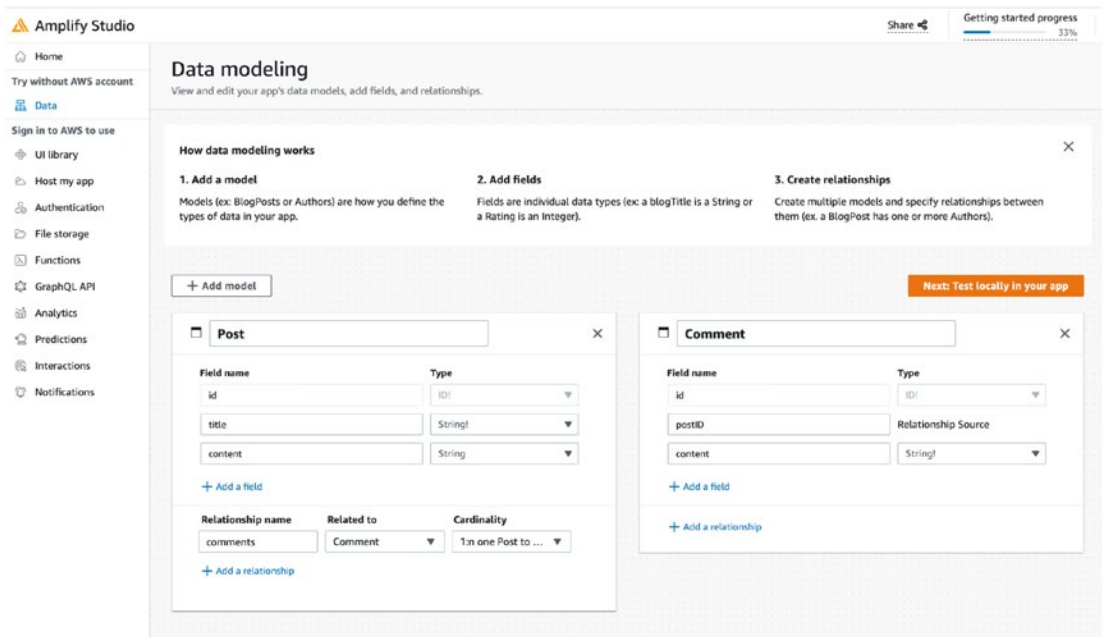 Amplify Studio
Share
Getting started progress
33%
Home
Try without AWS account
Data
Sign in to AWS to use
UI library
Host my app
Authentication
File storage
Functions
GraphQL API
Analytics
Predictions
Interactions
Notifications
Data modeling
View and edit your app's data models, add fields, and relationships.
How data modeling works
1. Add a model
Models (ex: BlogPosts or Authors) are how you define the
types of data in your app.
2. Add fields
Fields are individual data types (ex: a blogTitle is a String or
a Rating is an Integer).
3. Create relationships
Create multiple models and specify relationships between
them (ex. a BlogPost has one or more Authors).
+ Add model
Next: Test locally in your app
Post
Field name Type
id ID!
title String!
content String
+ Add a field
Relationship name Related to Cardinality
comments Comment 1:n one Post to ...
+ Add a relationship
Comment
Field name Type
id ID!
postID Relationship Source
content String!
+ Add a field
+ Add a relationship